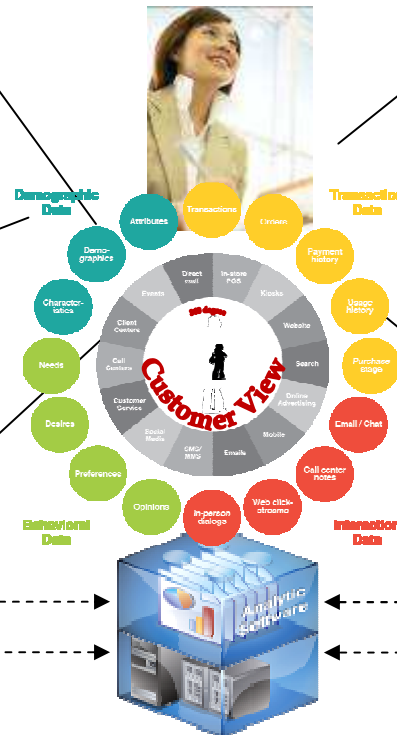 Demographic
Data
Transaction
Data
Attributes
Transactions
Orders
Demo-
graphics
Payment
history
Character-
istics
Usage
history
Needs
Purchase
stage
Desires
Email / Chat
Preferences
Call center
notes
Opinions
In-person
dialogs
Web click-
streams
Behavioral
Data
Interaction
Data
Direct
mail
In-store
POS
Events
Kiosks
Client
Centers
Website
Call
Centers
Search
Customer
Service
Online
Advertising
Social
Media
Mobile
SMS/
MMS
Emails
360 degree
Customer View
Analytic
Software